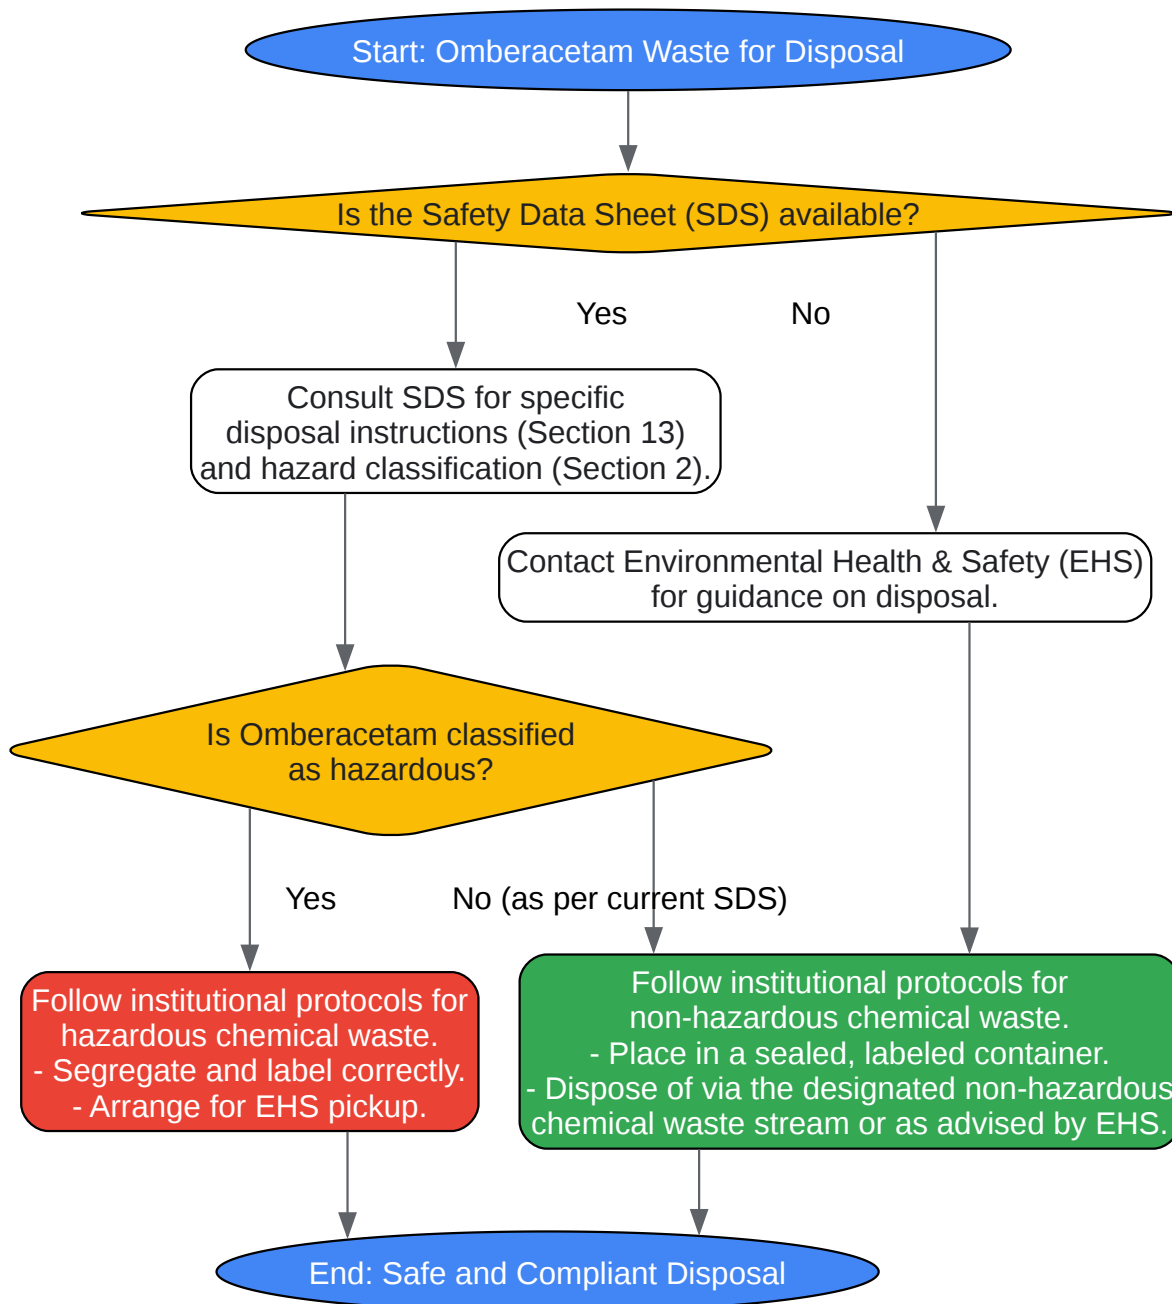 Start: Omberacetam Waste for Disposal
Is the Safety Data Sheet (SDS) available?
Yes
No
Consult SDS for specific
disposal instructions (Section 13)
and hazard classification (Section 2).
Contact Environmental Health & Safety (EHS)
for guidance on disposal.
Is Omberacetam classified
as hazardous?
Yes
No (as per current SDS)
Follow institutional protocols for
hazardous chemical waste.
- Segregate and label correctly.
- Arrange for EHS pickup.
Follow institutional protocols for
non-hazardous chemical waste.
- Place in a sealed, labeled container.
- Dispose of via the designated non-hazardous
chemical waste stream or as advised by EHS.
End: Safe and Compliant Disposal